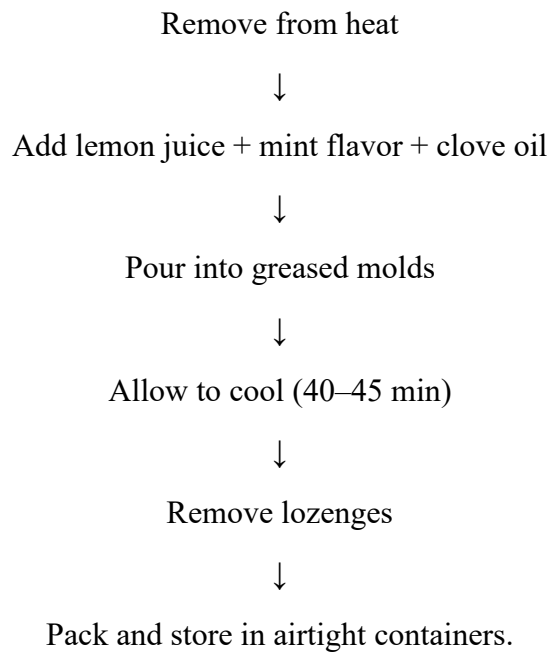 Remove from heat
↓
Add lemon juice + mint flavor + clove oil
↓
Pour into greased molds
↓
Allow to cool (40–45 min)
↓
Remove lozenges
↓
Pack and store in airtight containers.